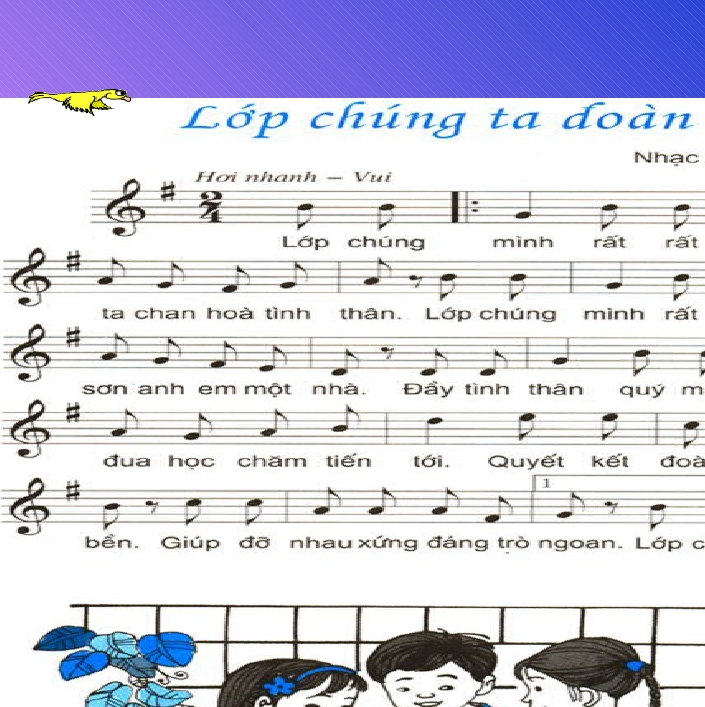 Lớp chúng ta đoàn
Nhạc
Hơi nhanh – Vui
2
4
Lớp chúng mình rất rất
ta chan hoà tình thân. Lớp chúng mình rất
sơn anh em một nhà. Đầy tình thân quý m
đua học chăm tiến tới. Quyết kết đoà
1
bền. Giúp đỡ nhau xứng đáng trò ngoan. Lớp c